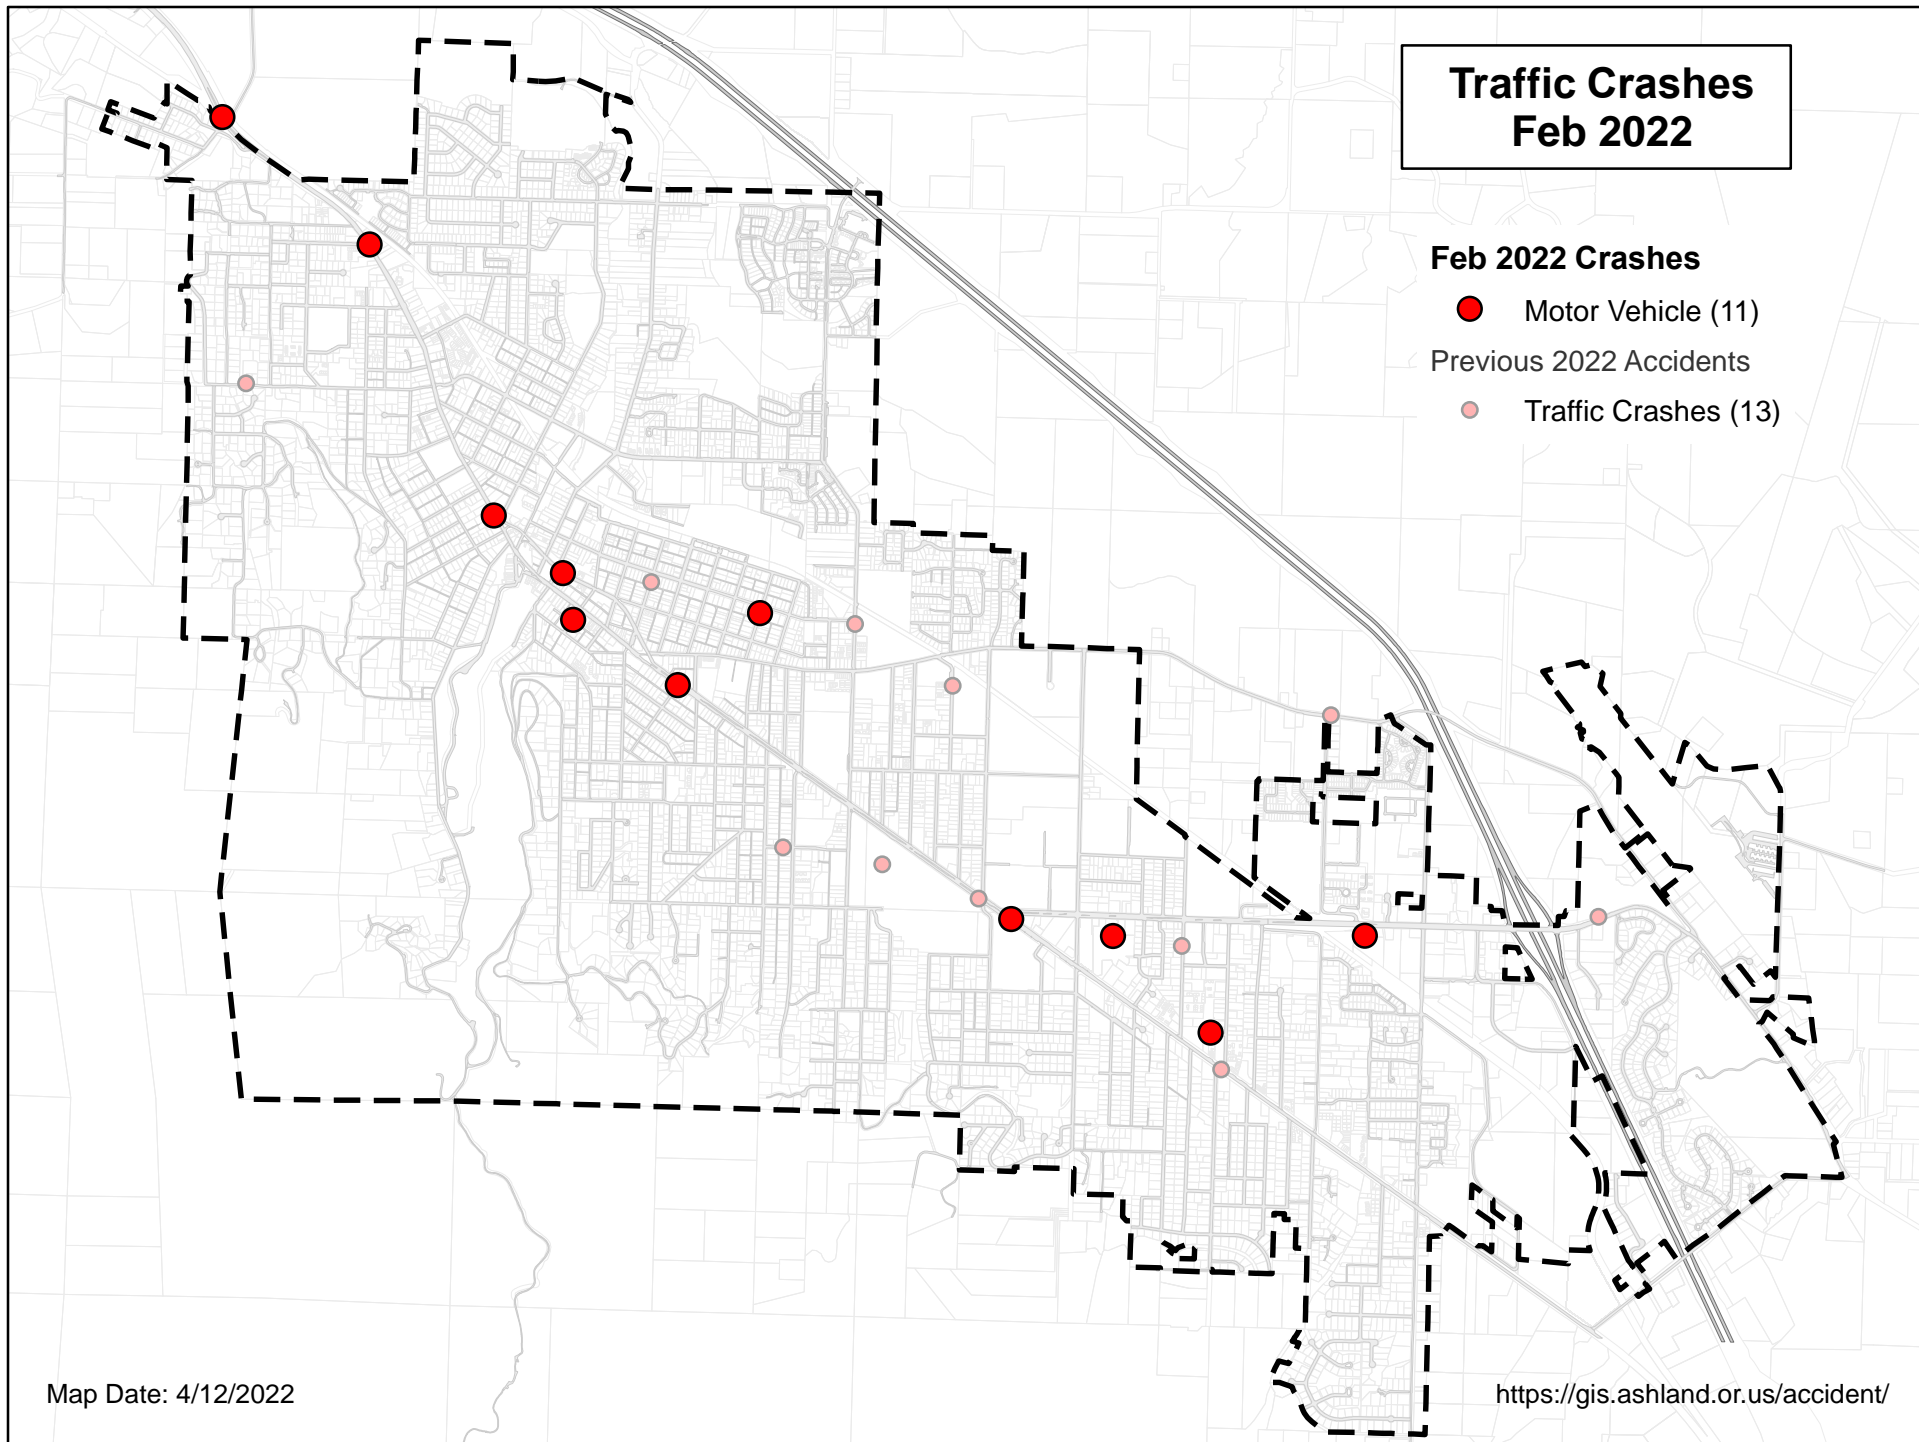 Traffic Crashes
Feb 2022
Feb 2022 Crashes
Motor Vehicle (11)
Previous 2022 Accidents
Traffic Crashes (13)
Map Date: 4/12/2022
https://gis.ashland.or.us/accident/